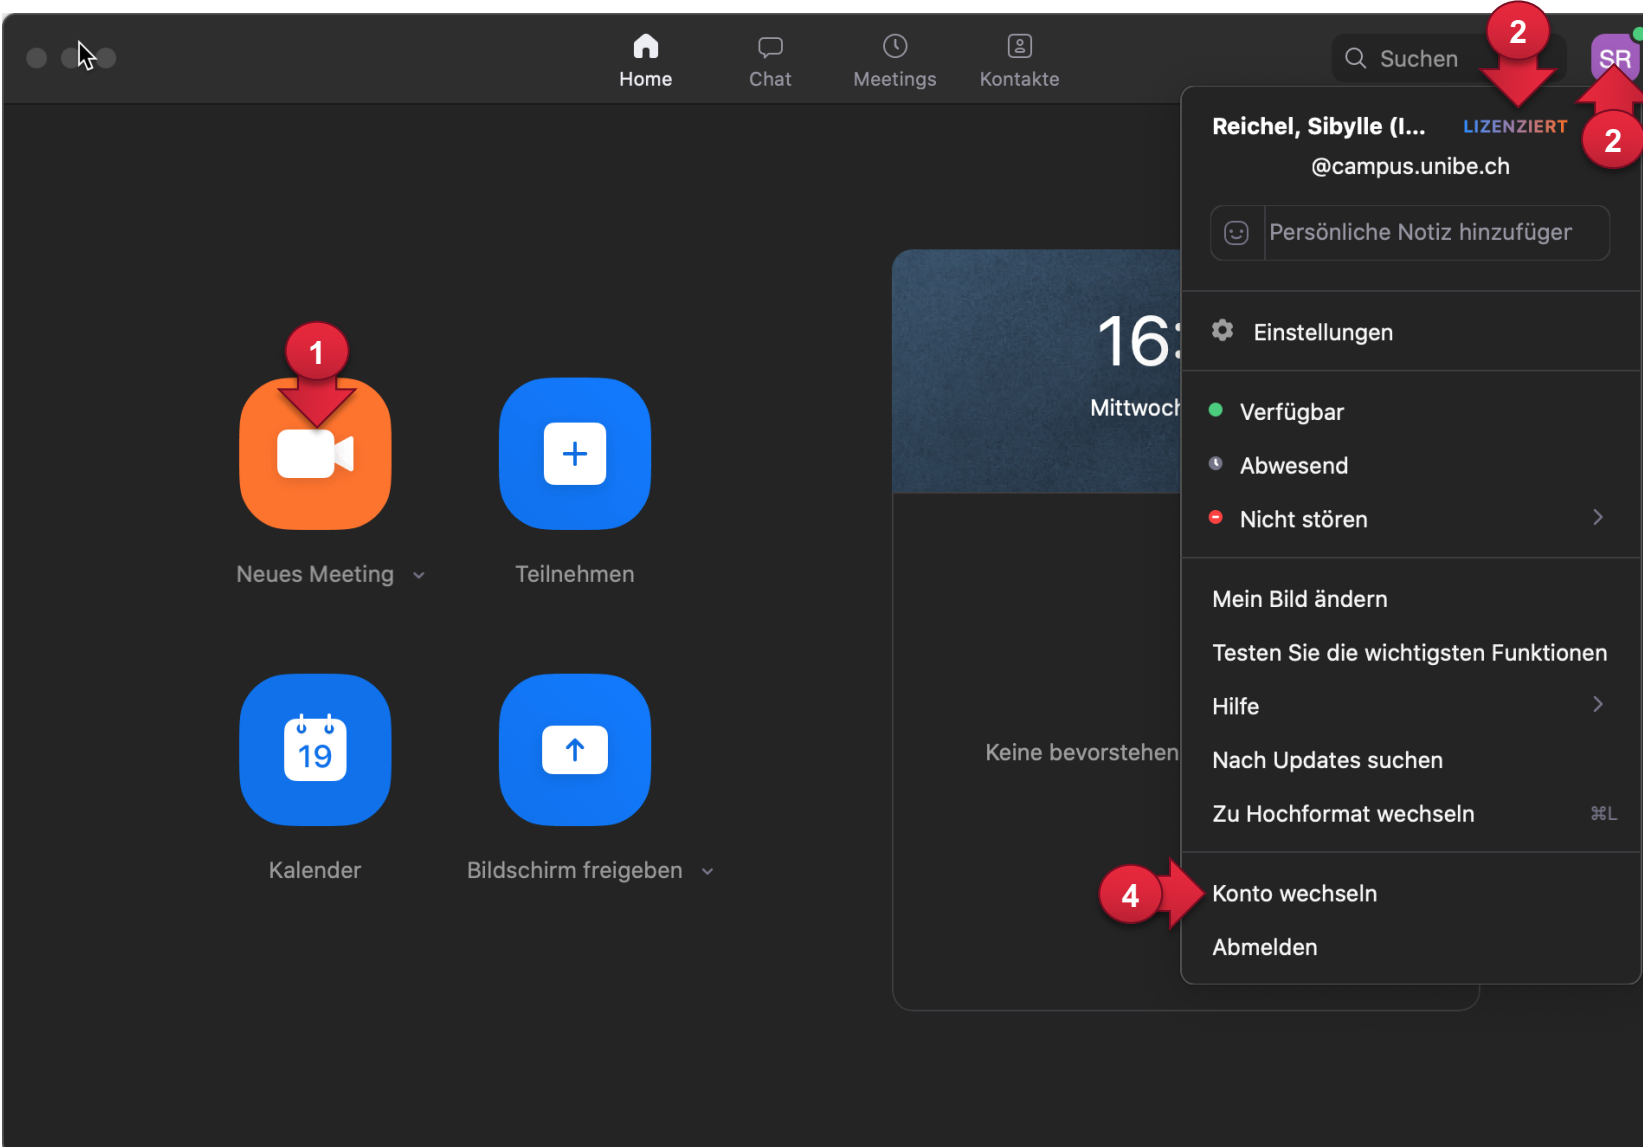 Home
Chat
Meetings
Kontakte
Suchen
2
SR
2
Reichel, Sibylle (I...
LIZENZIERT
@campus.unibe.ch
Persönliche Notiz hinzufüger
Einstellungen
Verfügbar
Abwesend
Nicht stören
Mein Bild ändern
Testen Sie die wichtigsten Funktionen
Hilfe
Nach Updates suchen
Zu Hochformat wechseln ⌘L
4
Konto wechseln
Abmelden
1
Neues Meeting
Teilnehmen
19
Kalender
Bildschirm freigeben
16:
Mittwoch
Keine bevorstehen